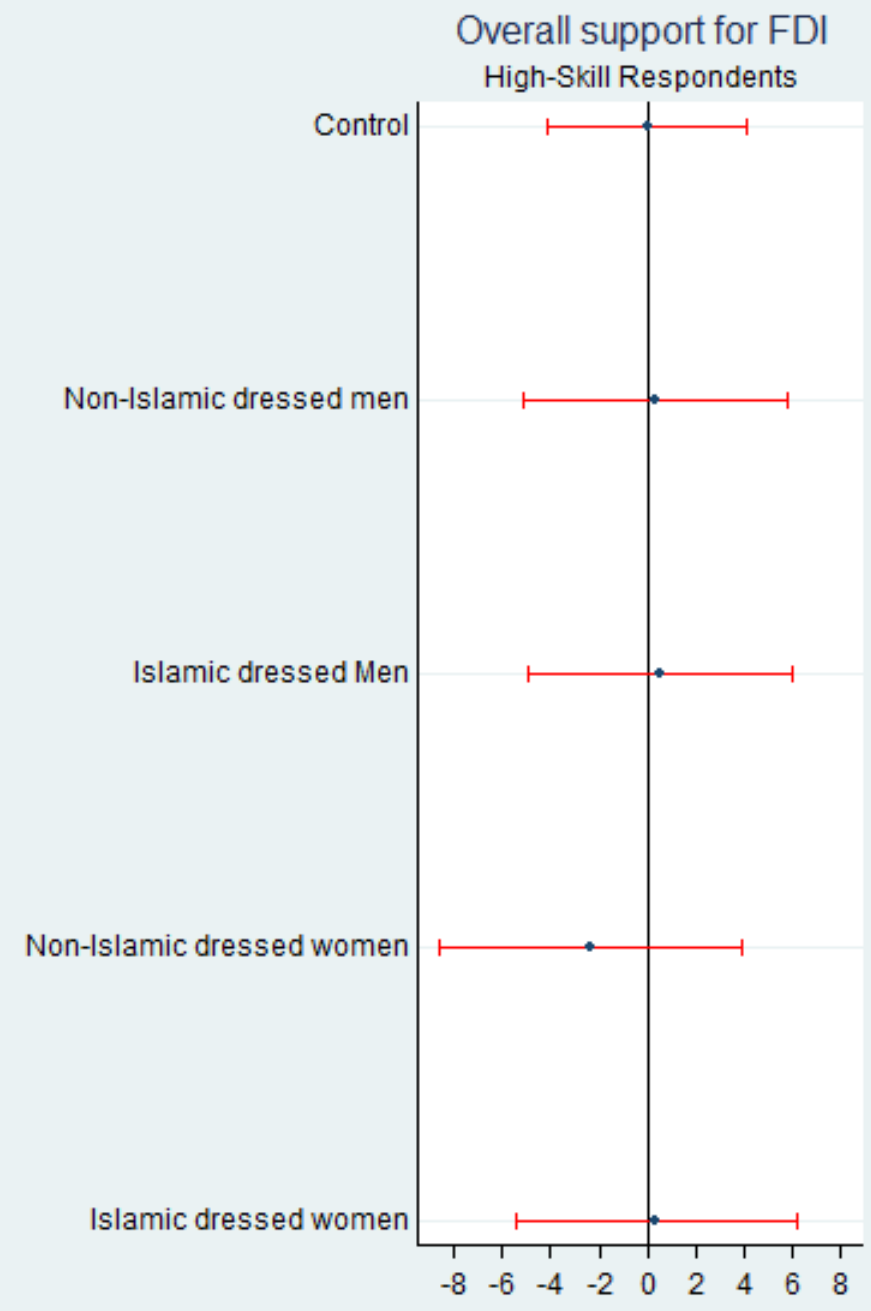 Overall support for FDI
High-Skill Respondents
Control
Non-Islamic dressed men
Islamic dressed Men
Non-Islamic dressed women
Islamic dressed women
-8 -6 -4 -2 0 2 4 6 8